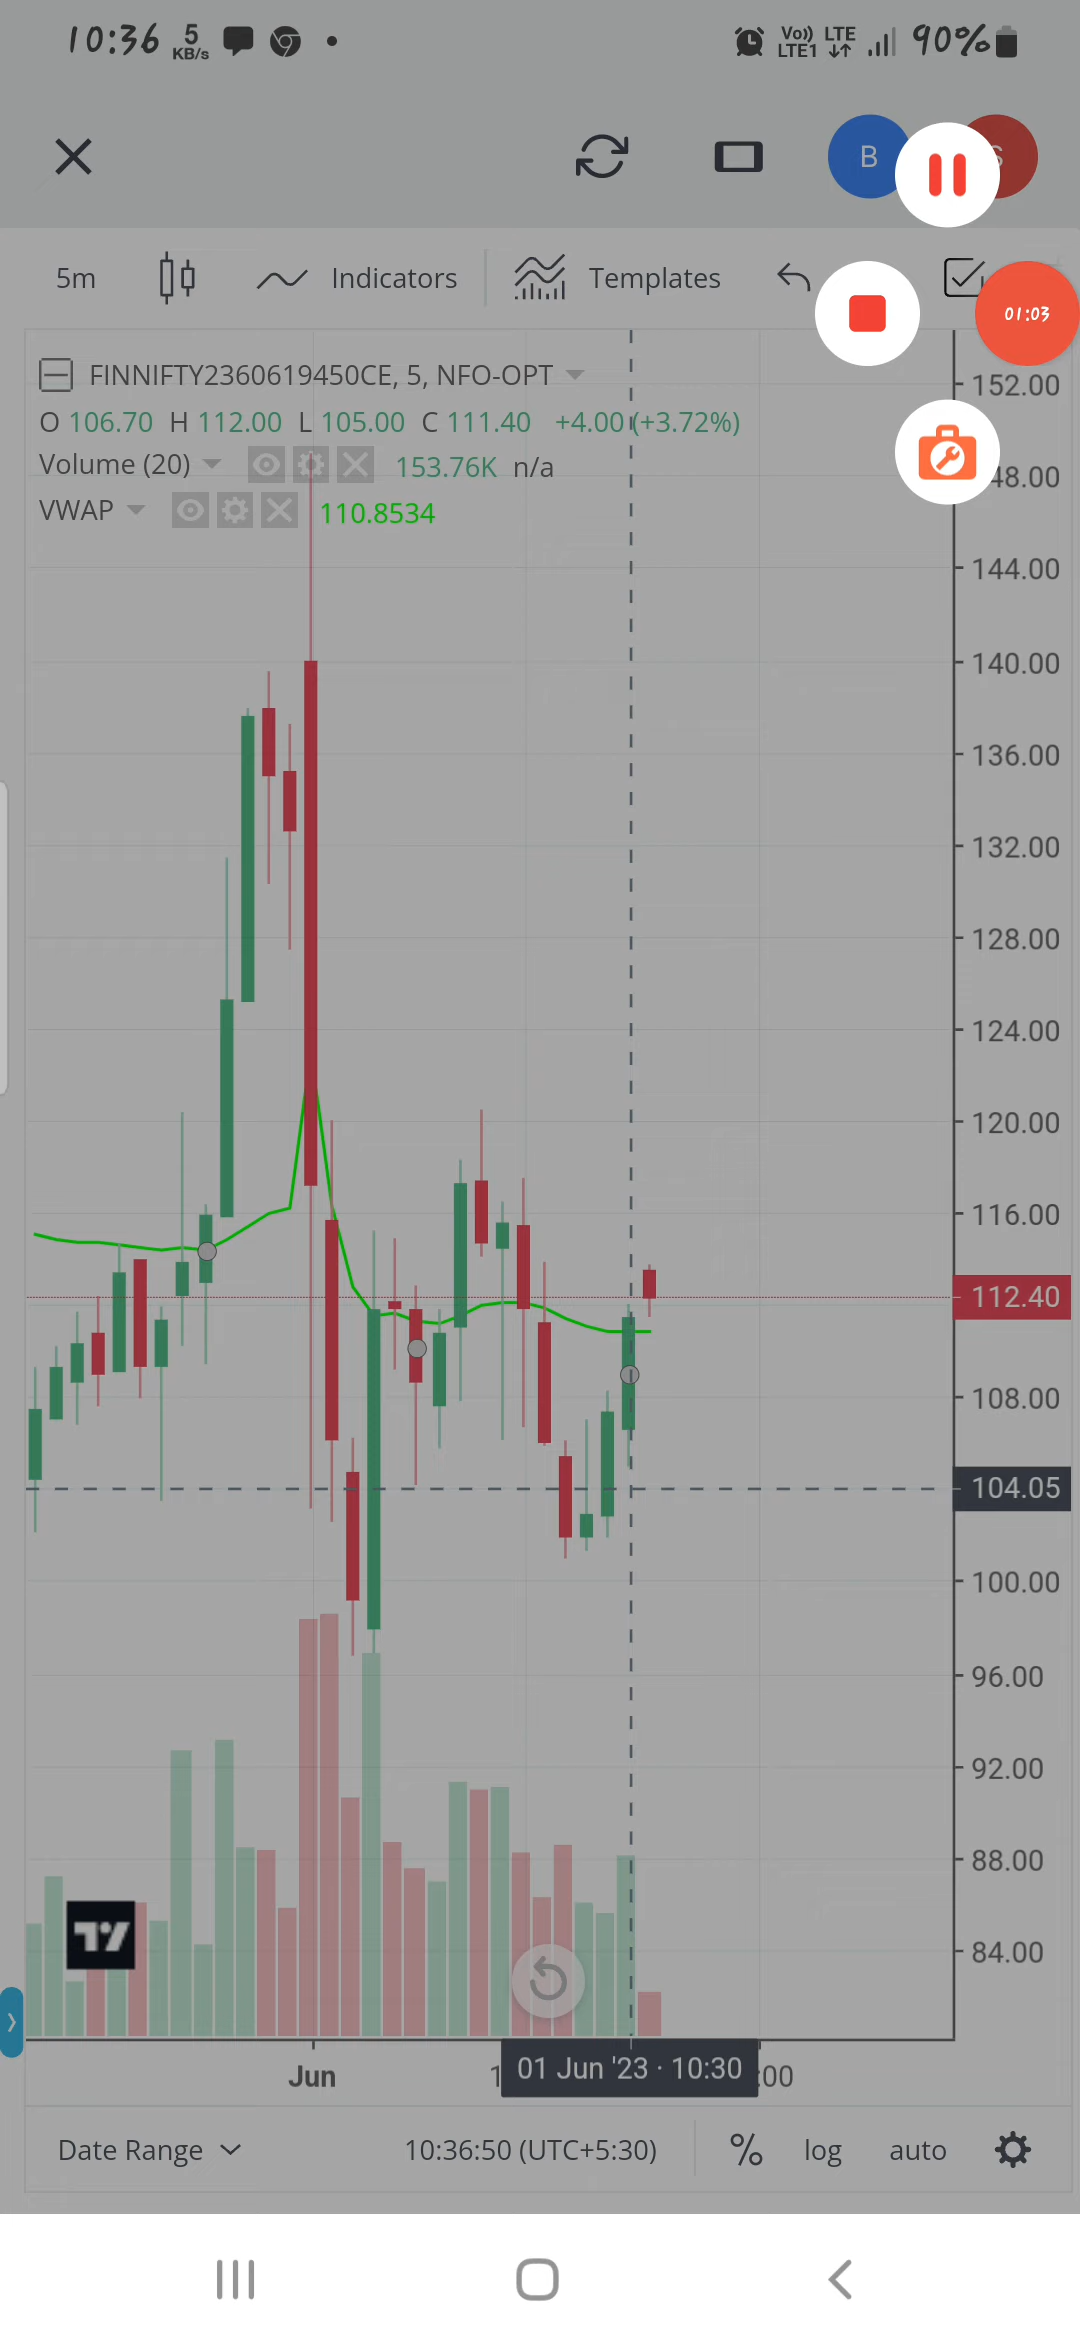 10:36 5 KB/s Vo)) LTE1 LTE 90%
B
5m Indicators Templates
01:03
FINNIFTY2360619450CE, 5, NFO-OPT
O 106.70 H 112.00 L 105.00 C 111.40 +4.00 (+3.72%)
Volume (20) 153.76K n/a
VWAP 110.8534
152.00
48.00
144.00
140.00
136.00
132.00
128.00
124.00
120.00
116.00
112.40
108.00
104.05
100.00
96.00
92.00
88.00
84.00
Jun 1 01 Jun '23 · 10:30 :00
Date Range 10:36:50 (UTC+5:30) % log auto